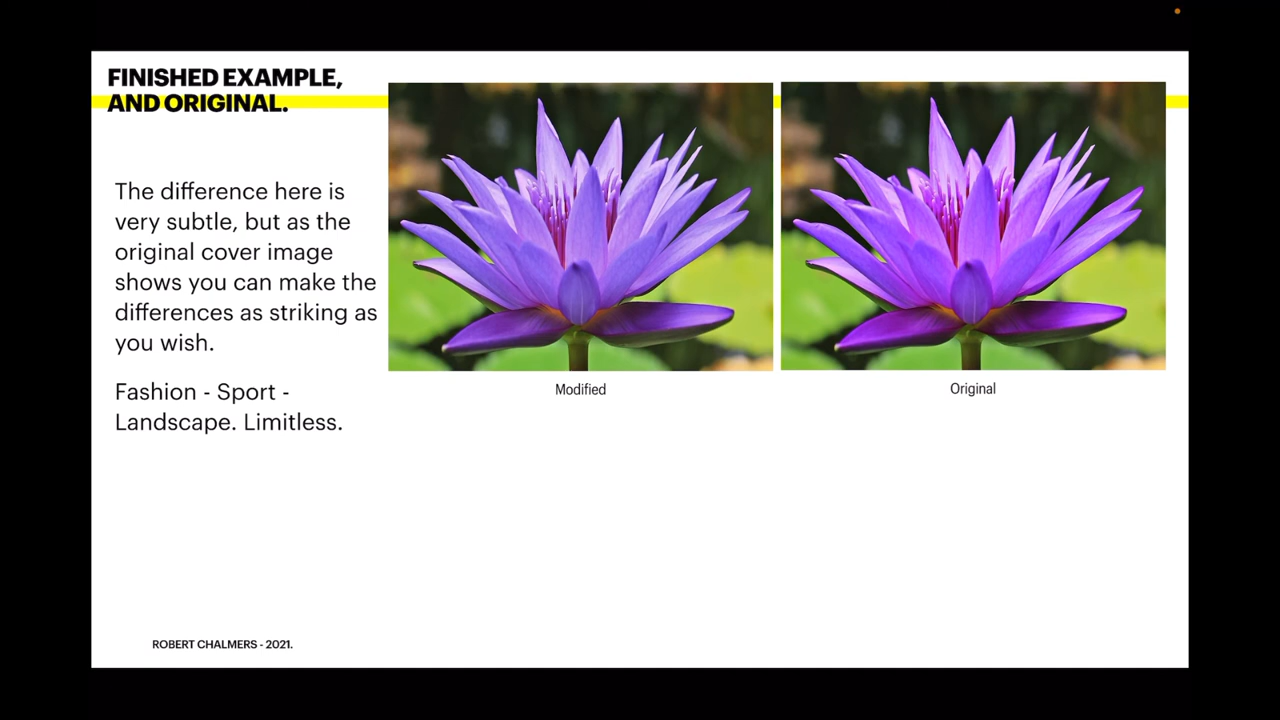 FINISHED EXAMPLE,
AND ORIGINAL.
The difference here is
very subtle, but as the
original cover image
shows you can make the
differences as striking as
you wish.
Fashion - Sport -
Landscape. Limitless.
Modified
Original
ROBERT CHALMERS - 2021.